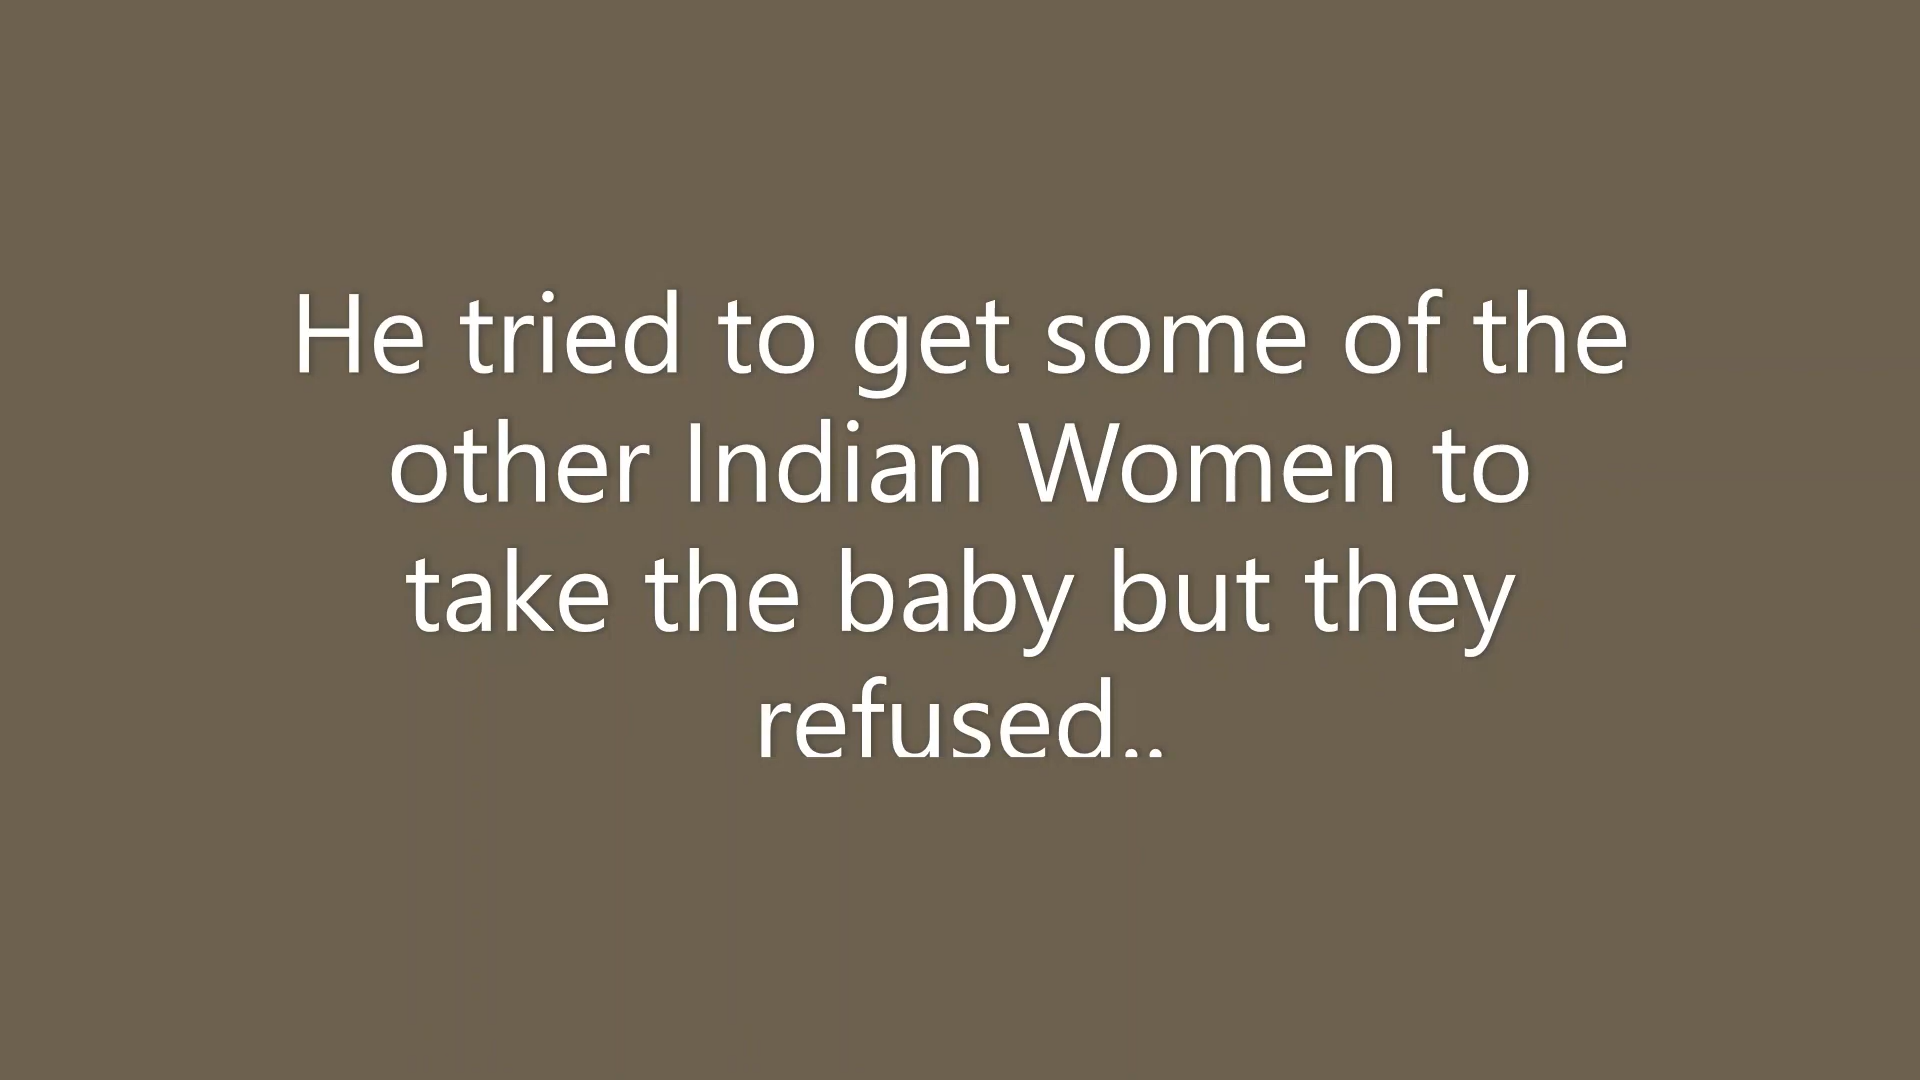 He tried to get some of the
other Indian Women to
take the baby but they
refused..